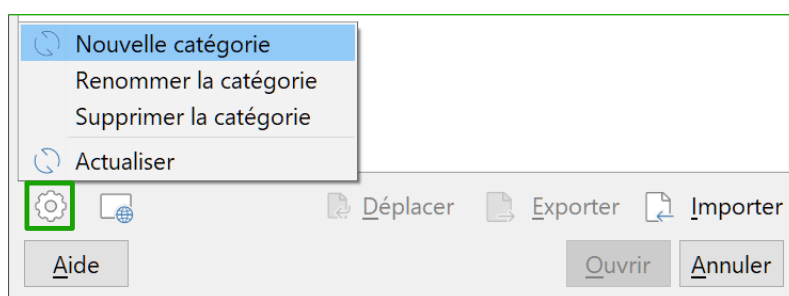 Nouvelle catégorie
Renommer la catégorie
Supprimer la catégorie
Actualiser
Déplacer Exporter Importer
Aide Ouvrir Annuler